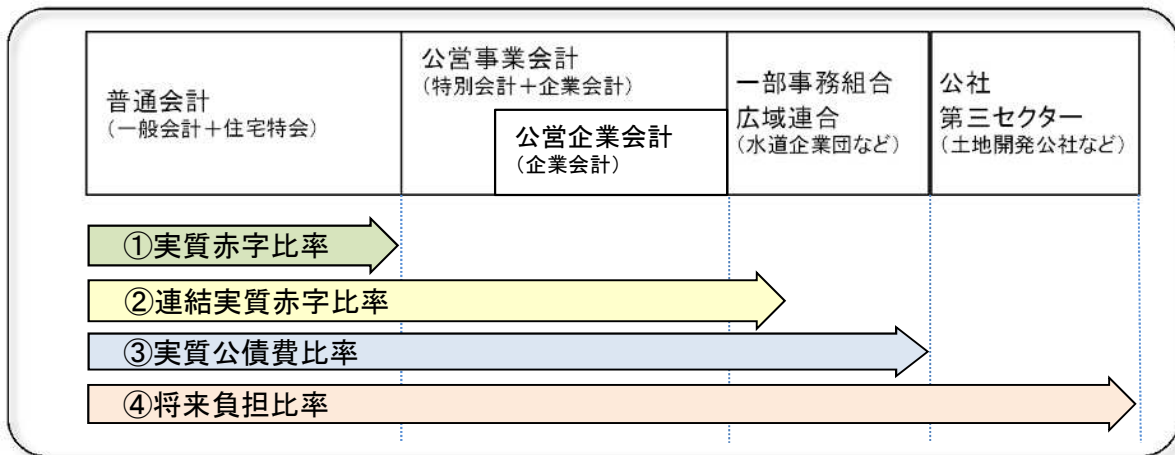 普通会計
（一般会計＋住宅特会）
公営事業会計
（特別会計＋企業会計）
公営企業会計
（企業会計）
一部事務組合
広域連合
（水道企業団など）
公社
第三セクター
（土地開発公社など）
①実質赤字比率
②連結実質赤字比率
③実質公債費比率
④将来負担比率